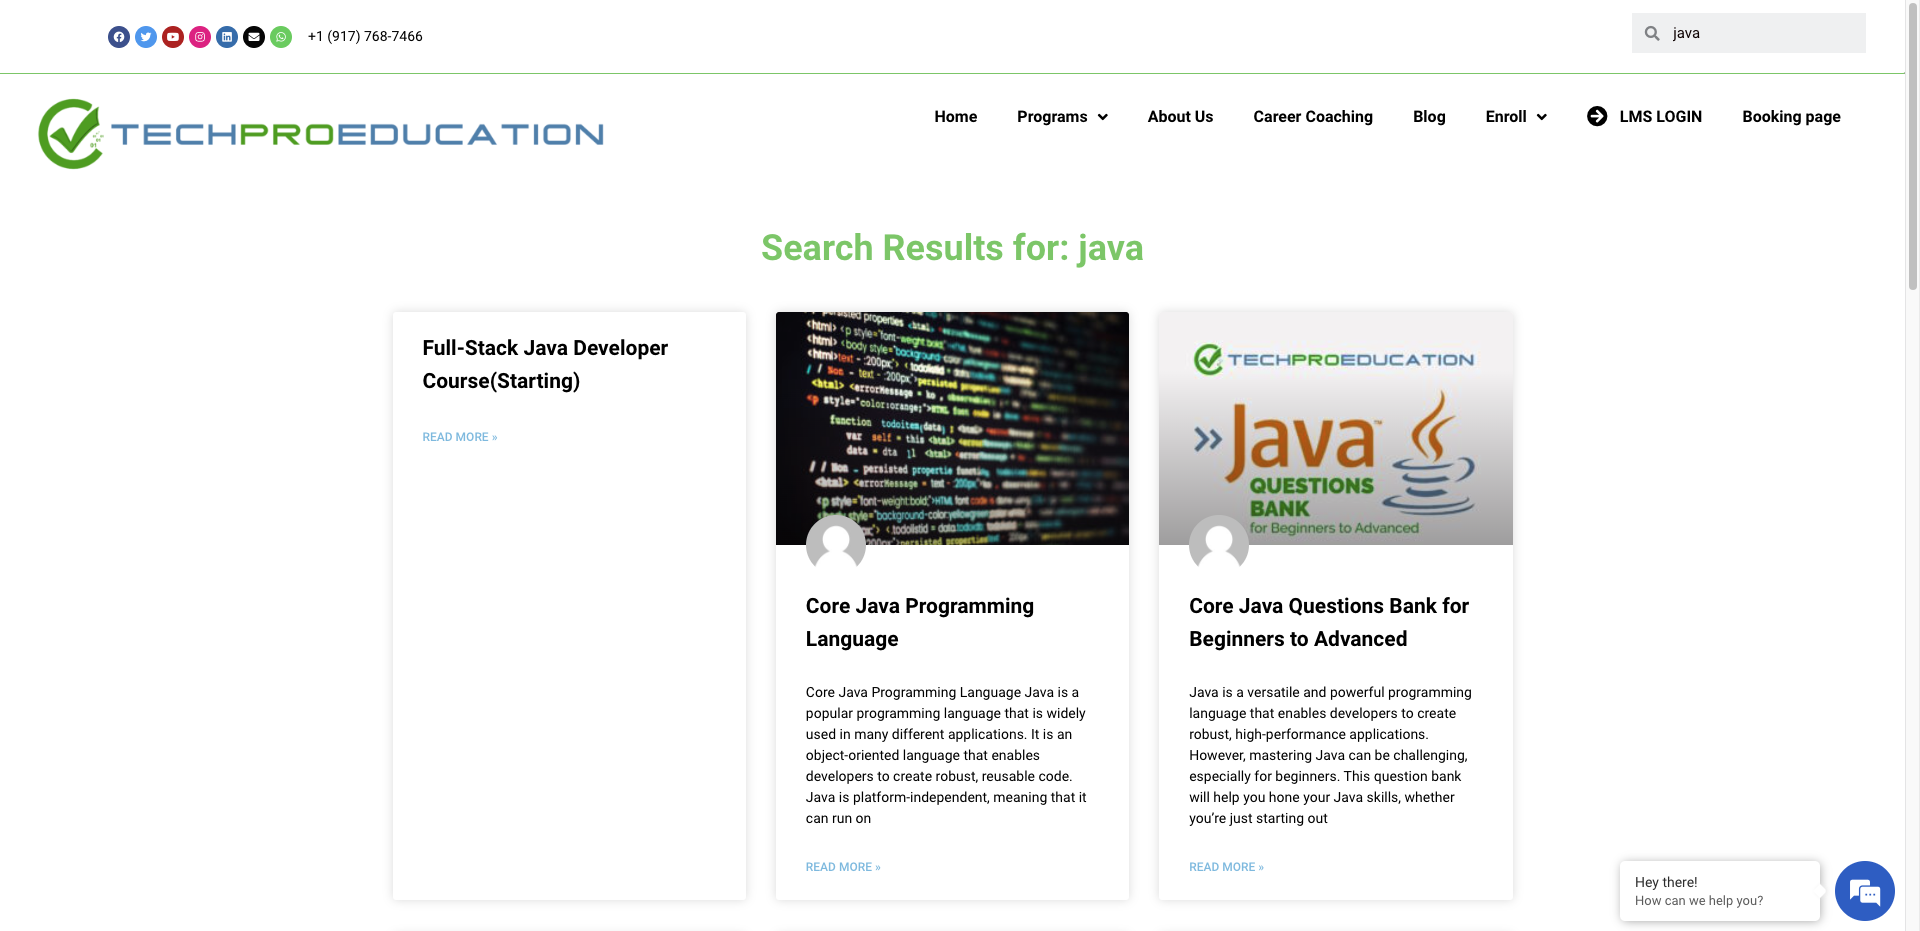 +1 (917) 768-7466
java
TECHPROEDUCATION
Home
Programs
About Us
Career Coaching
Blog
Enroll
LMS LOGIN
Booking page
Search Results for: java
Full-Stack Java Developer
Course(Starting)
READ MORE »
Core Java Programming
Language
Core Java Programming Language Java is a
popular programming language that is widely
used in many different applications. It is an
object-oriented language that enables
developers to create robust, reusable code.
Java is platform-independent, meaning that it
can run on
READ MORE »
TECHPROEDUCATION
Java™
QUESTIONS
BANK
for Beginners to Advanced
Core Java Questions Bank for
Beginners to Advanced
Java is a versatile and powerful programming
language that enables developers to create
robust, high-performance applications.
However, mastering Java can be challenging,
especially for beginners. This question bank
will help you hone your Java skills, whether
you’re just starting out
READ MORE »
Hey there!
How can we help you?